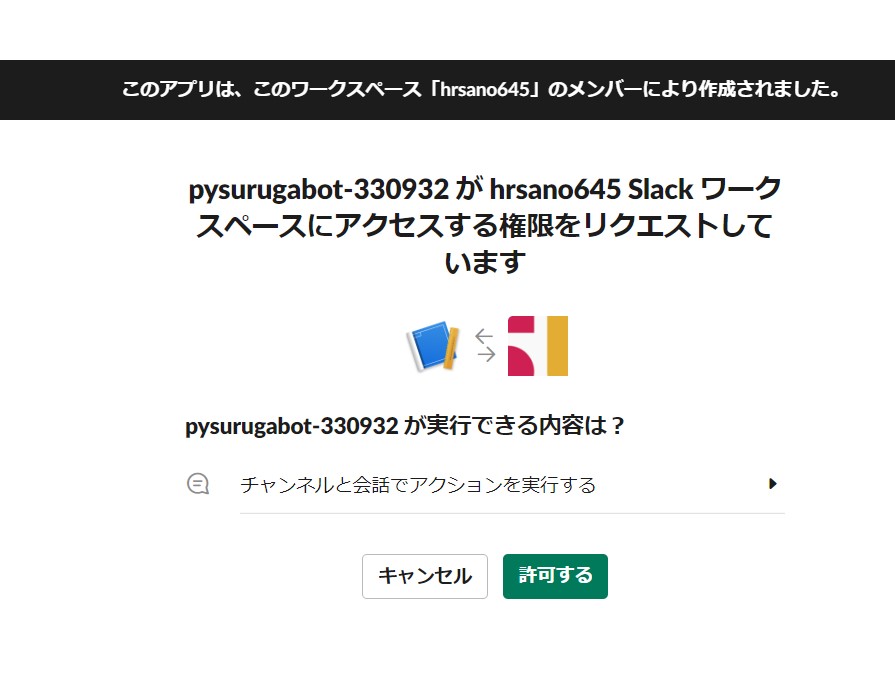 このアプリは、このワークスペース「hrsano645」のメンバーにより作成されました。
pysurugabot-330932 が hrsano645 Slack ワーク
スペースにアクセスする権限をリクエストして
います
pysurugabot-330932 が実行できる内容は？
チャンネルと会話でアクションを実行する
キャンセル
許可する